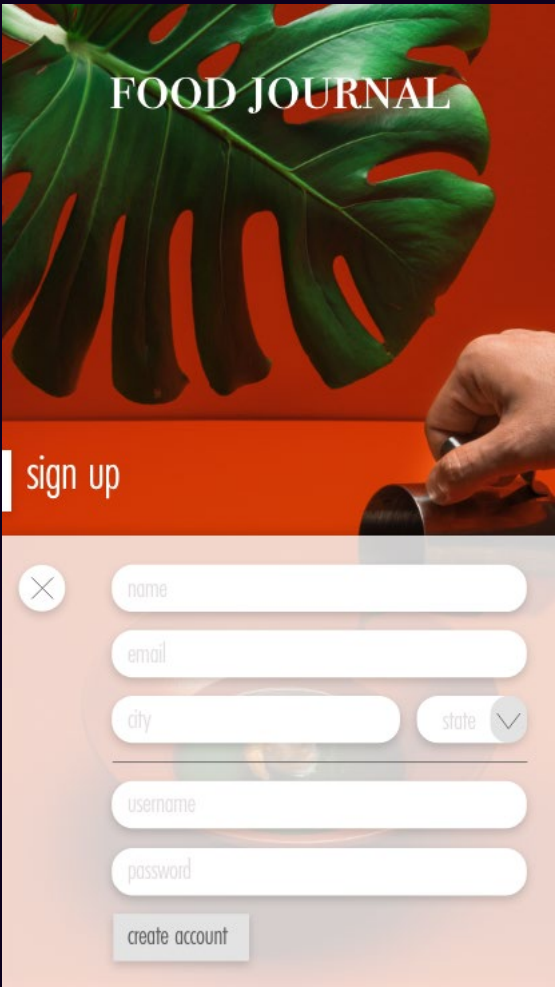 FOOD JOURNAL
sign up
name
email
city
state
username
password
create account